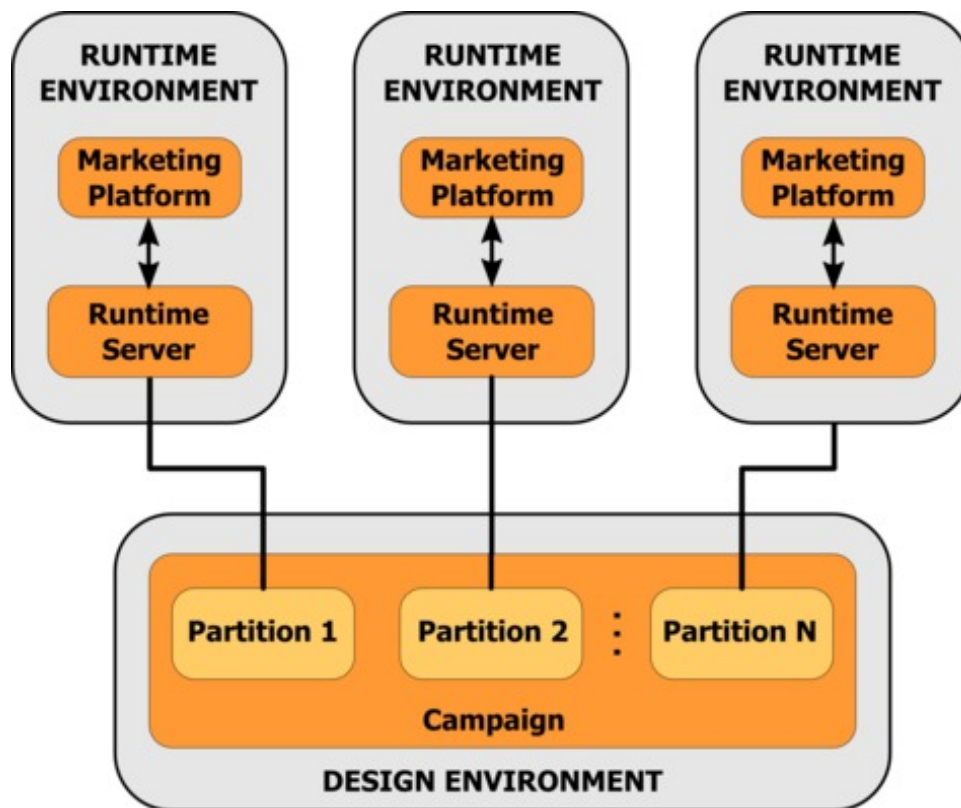 RUNTIME
ENVIRONMENT
Marketing
Platform
Runtime
Server
RUNTIME
ENVIRONMENT
Marketing
Platform
Runtime
Server
RUNTIME
ENVIRONMENT
Marketing
Platform
Runtime
Server
Partition 1
Partition 2
Partition N
Campaign
DESIGN ENVIRONMENT